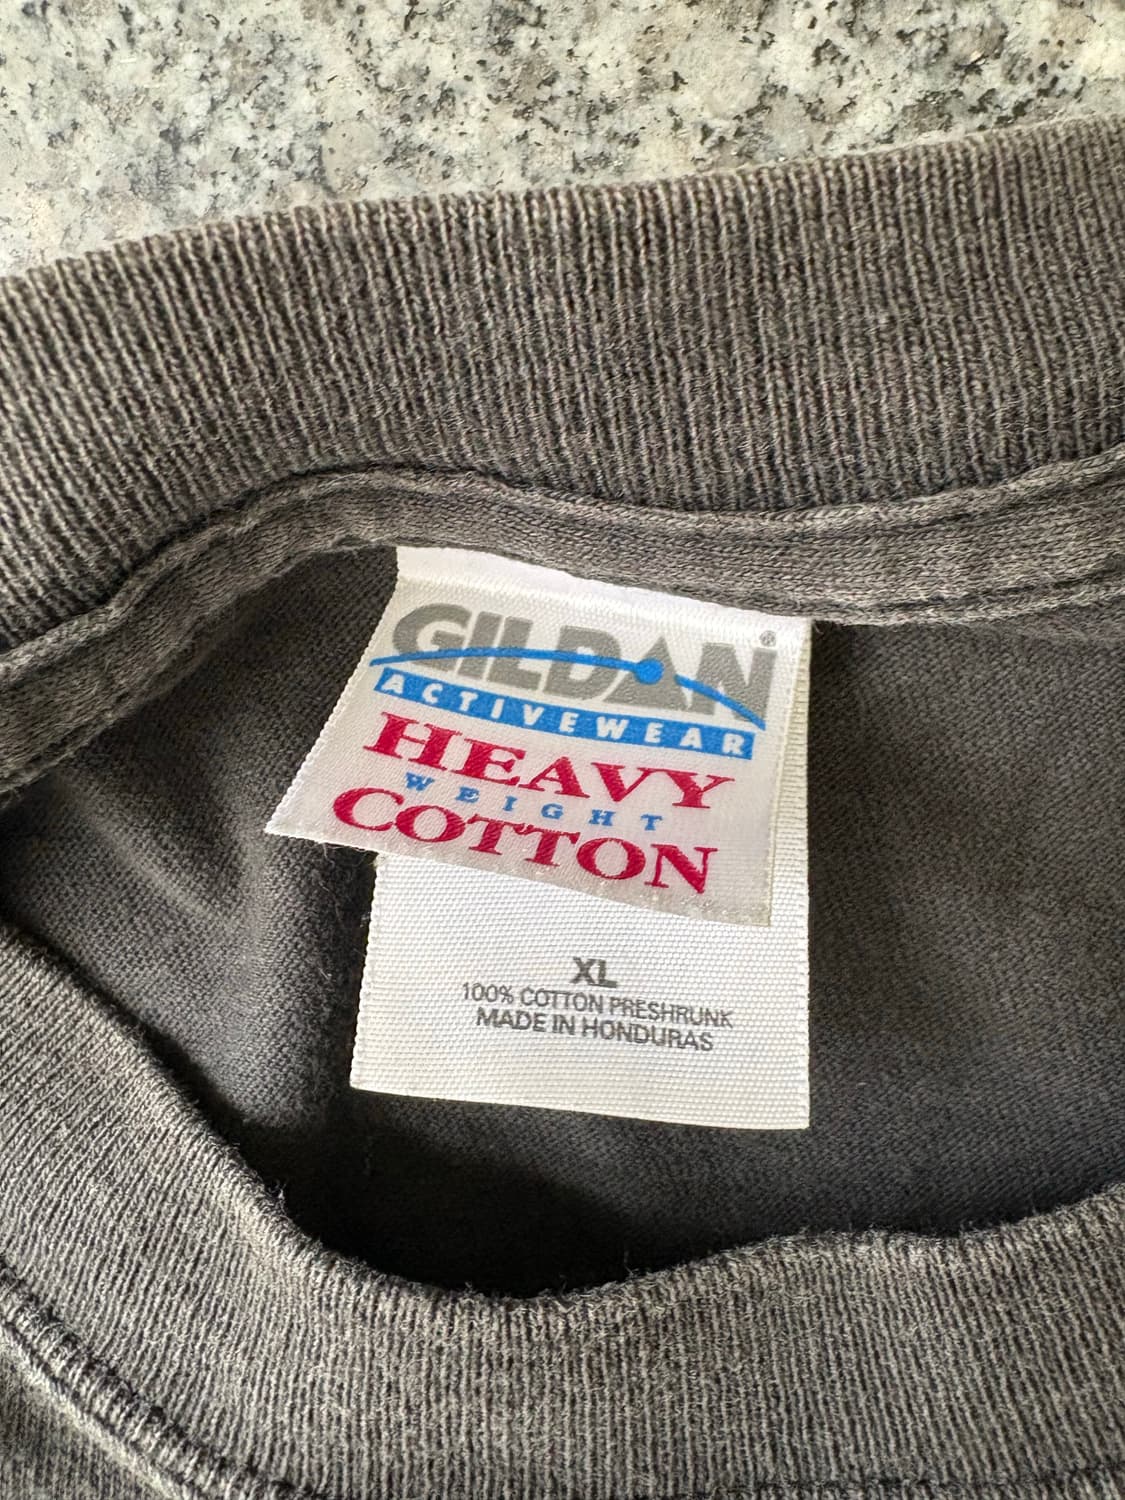 GILDAN®
ACTIVEWEAR
HEAVY
WEIGHT
COTTON
XL
100% COTTON PRESHRUNK
MADE IN HONDURAS